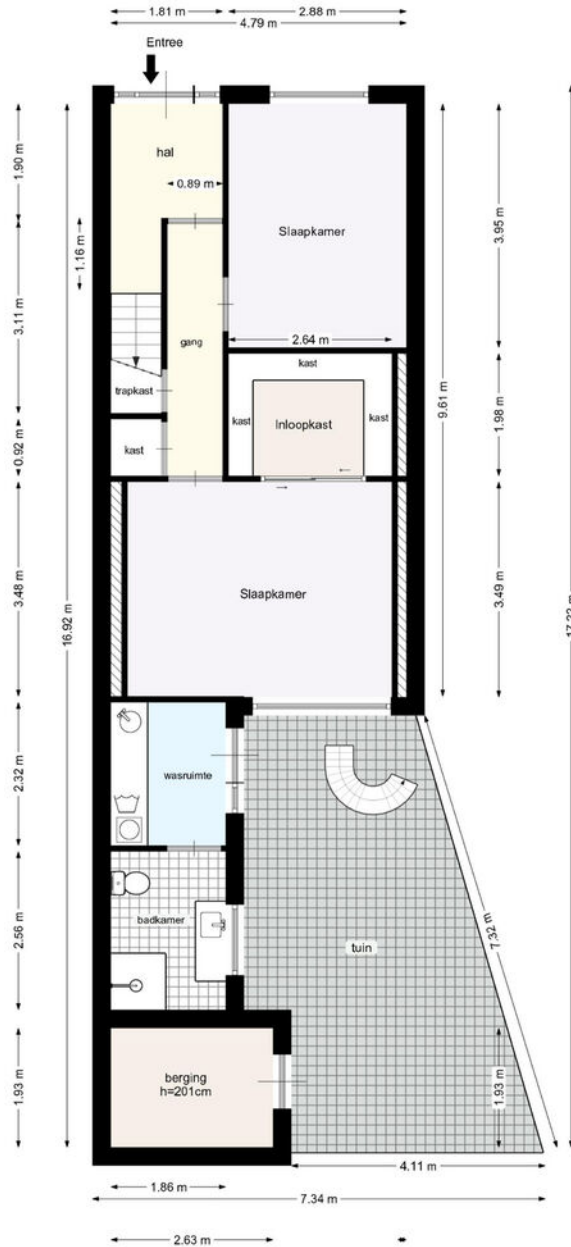 1.81 m
2.88 m
4.79 m
Entree
hal
0.89 m
1.90 m
1.16 m
3.11 m
3.95 m
Slaapkamer
gang
2.64 m
kast
trapkast
kast
Inloopkast
kast
kast
0.92 m
1.98 m
9.61 m
3.48 m
Slaapkamer
3.49 m
16.92 m
2.32 m
wasruimte
2.56 m
badkamer
tuin
7.32 m
1.93 m
berging
h=201cm
1.93 m
1.86 m
4.11 m
7.34 m
2.63 m